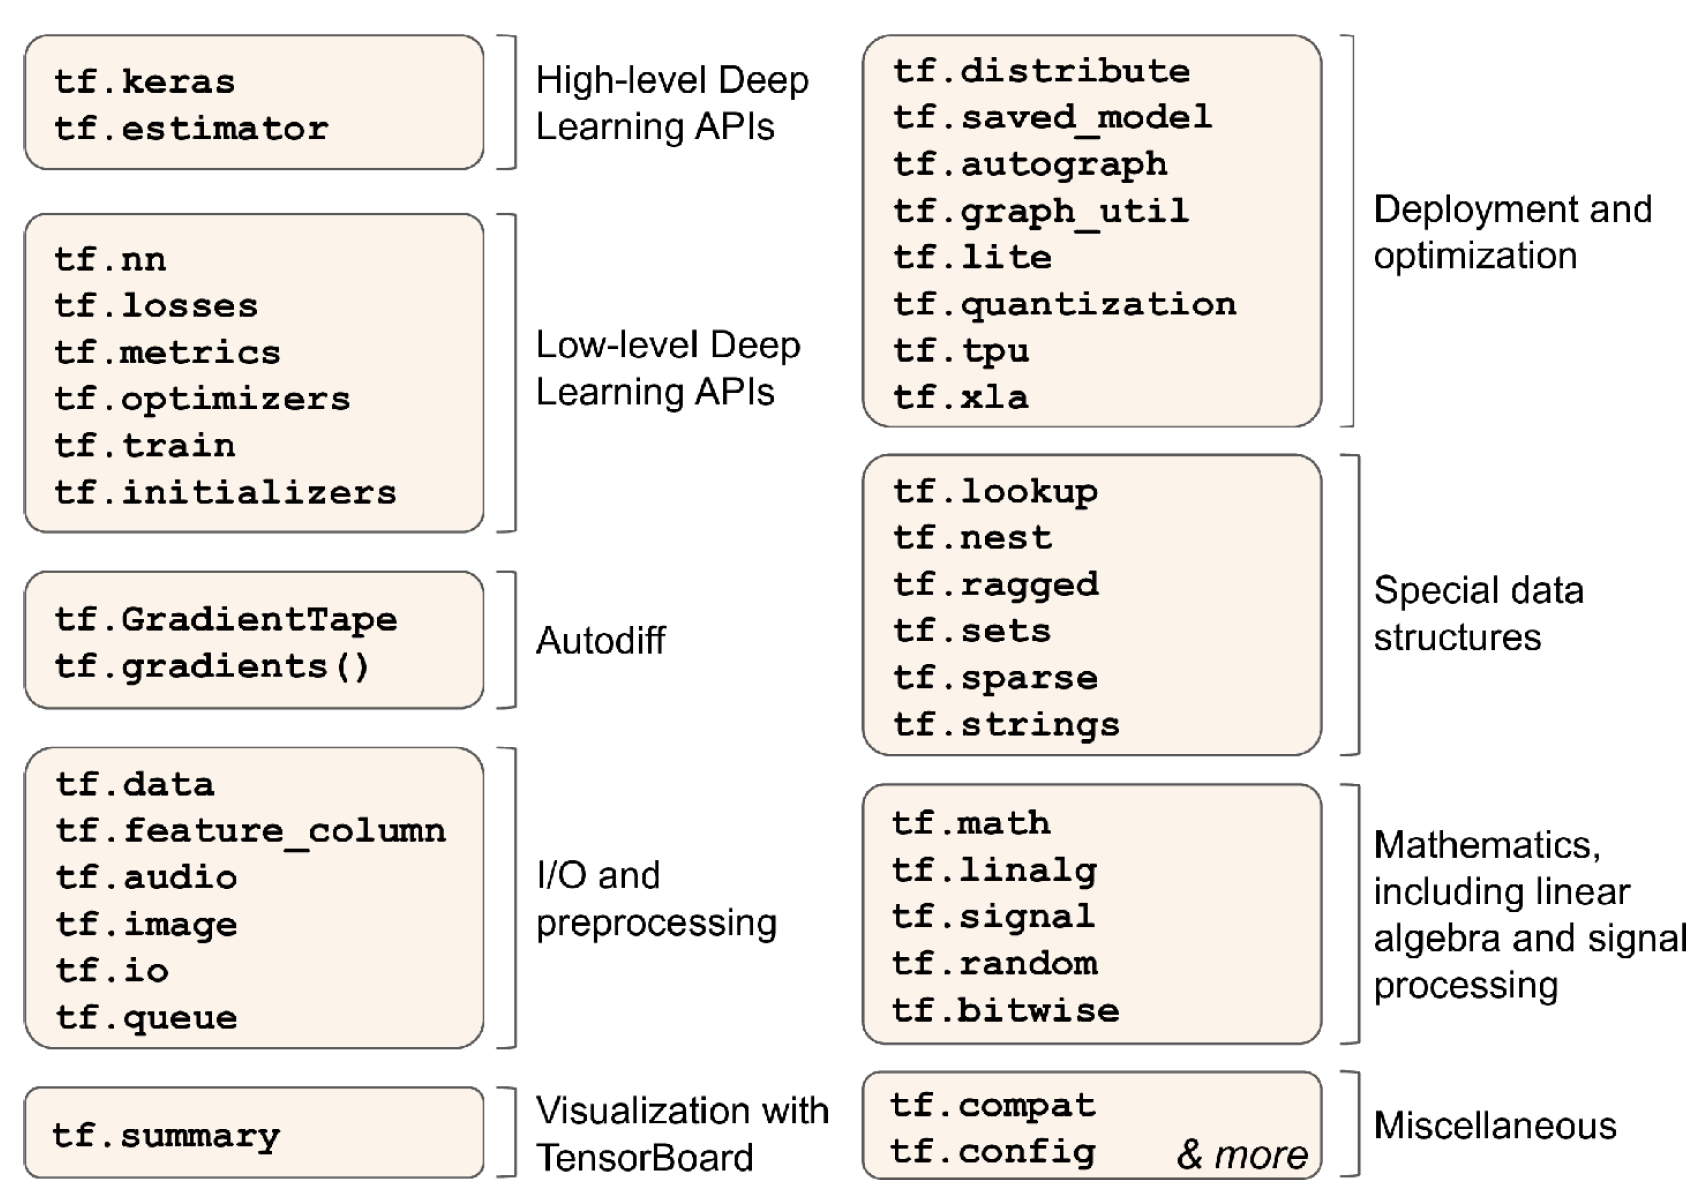 tf.keras
tf.estimator
High-level Deep
Learning APIs
tf.nn
tf.losses
tf.metrics
tf.optimizers
tf.train
tf.initializers
Low-level Deep
Learning APIs
tf.GradientTape
tf.gradients()
Autodiff
tf.data
tf.feature_column
tf.audio
tf.image
tf.io
tf.queue
I/O and
preprocessing
tf.summary
Visualization with
TensorBoard
tf.distribute
tf.saved_model
tf.autograph
tf.graph_util
tf.lite
tf.quantization
tf.tpu
tf.xla
Deployment and
optimization
tf.lookup
tf.nest
tf.ragged
tf.sets
tf.sparse
tf.strings
Special data
structures
tf.math
tf.linalg
tf.signal
tf.random
tf.bitwise
Mathematics,
including linear
algebra and signal
processing
tf.compat
tf.config & more
Miscellaneous